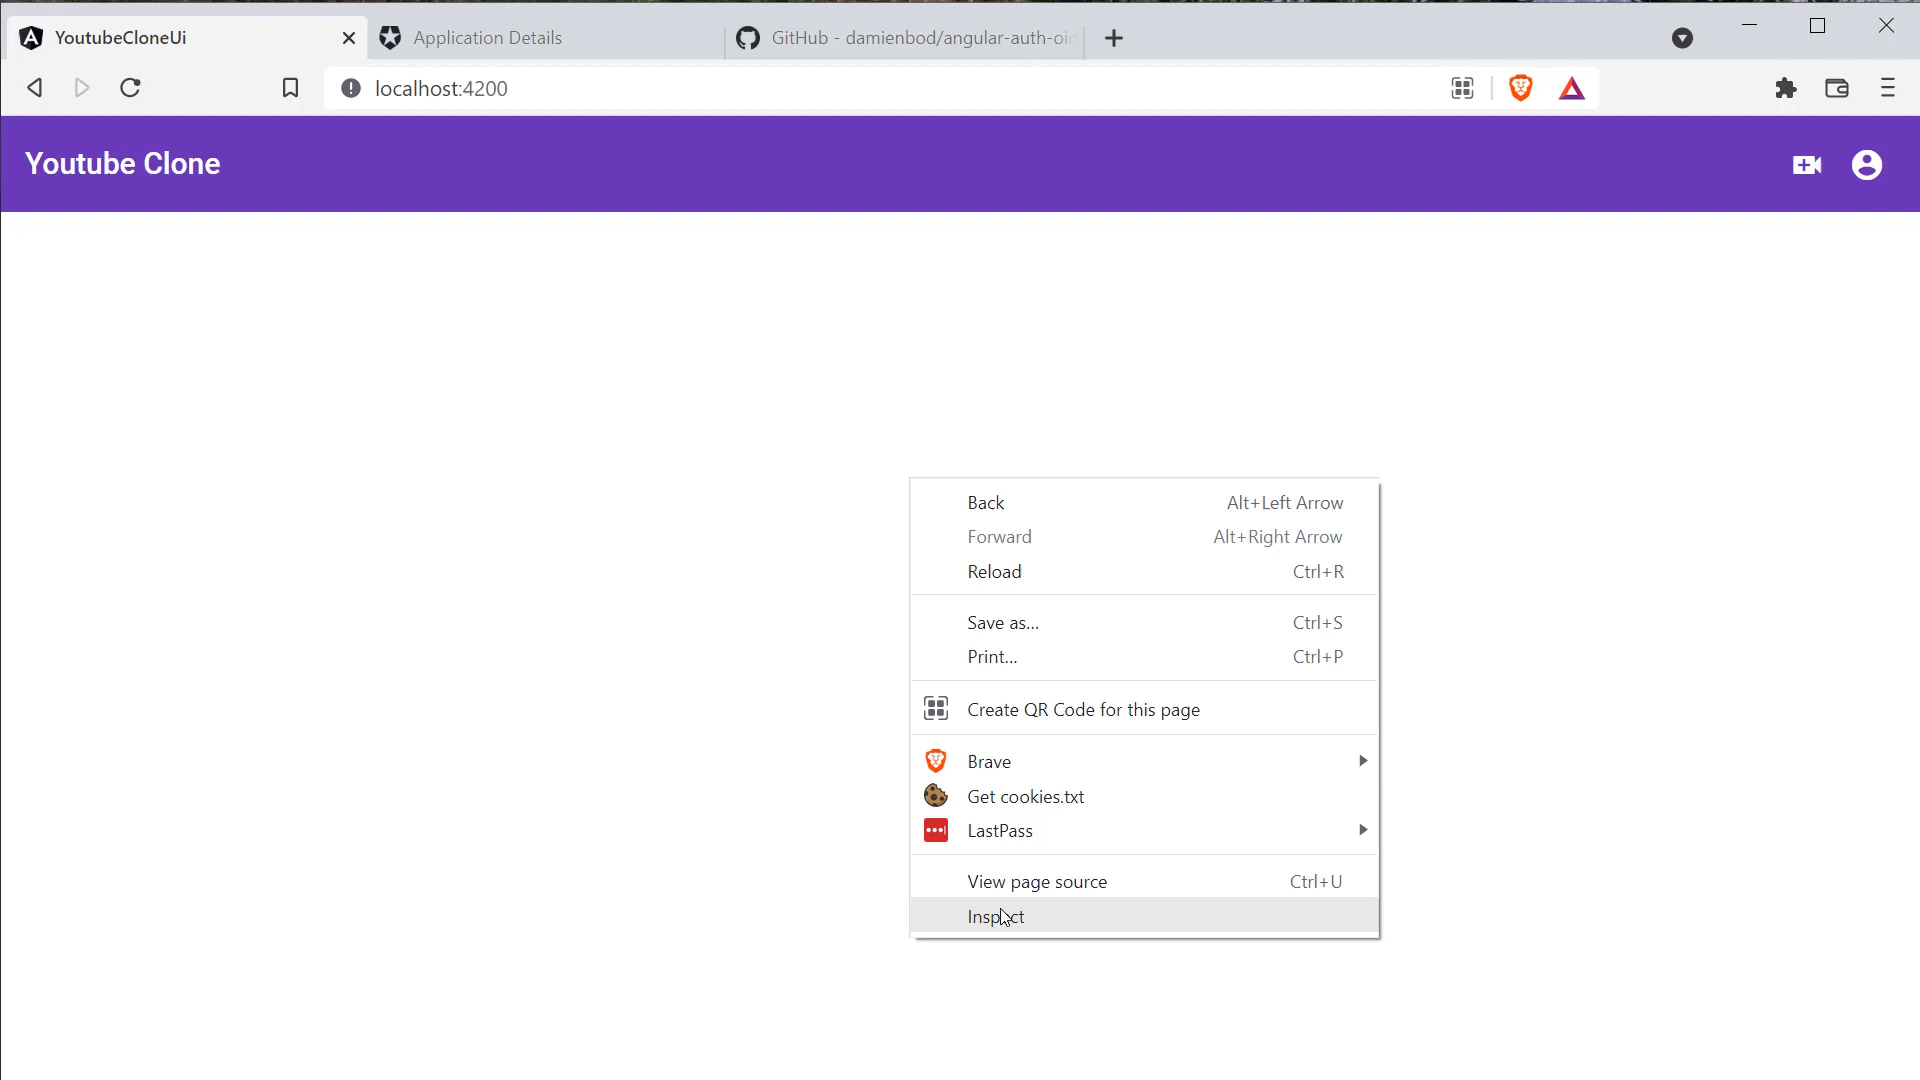 YoutubeCloneUi
Application Details
GitHub - damienbod/angular-auth-oid
localhost:4200
Youtube Clone
Back Alt+Left Arrow
Forward Alt+Right Arrow
Reload Ctrl+R
Save as... Ctrl+S
Print... Ctrl+P
Create QR Code for this page
Brave
Get cookies.txt
LastPass
View page source Ctrl+U
Inspect